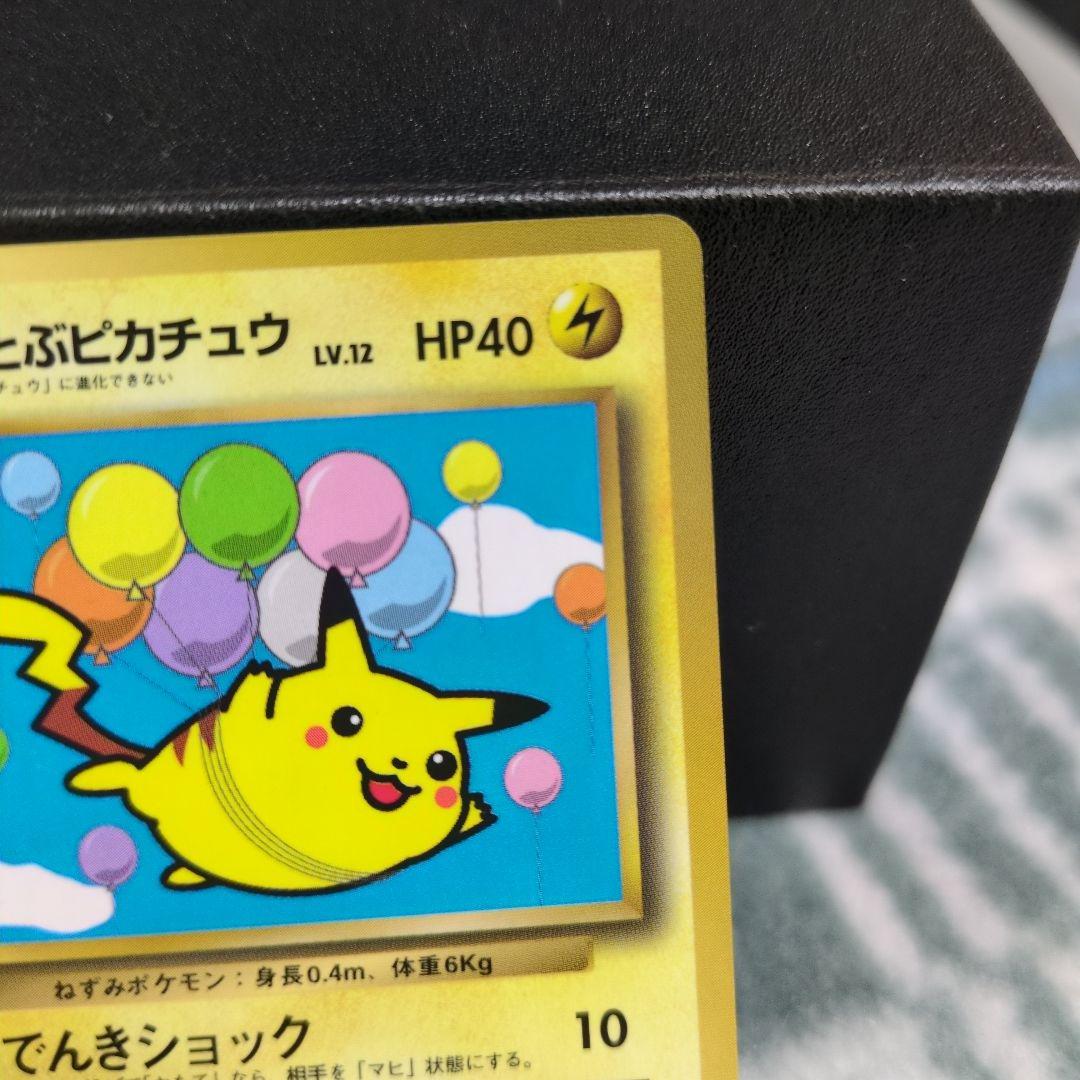 とぶピカチュウ LV.12 HP40
チュウ」に進化できない
ねずみポケモン：身長0.4m、体重6Kg
でんきショック 10
なら、相手を「マヒ」状態にする。